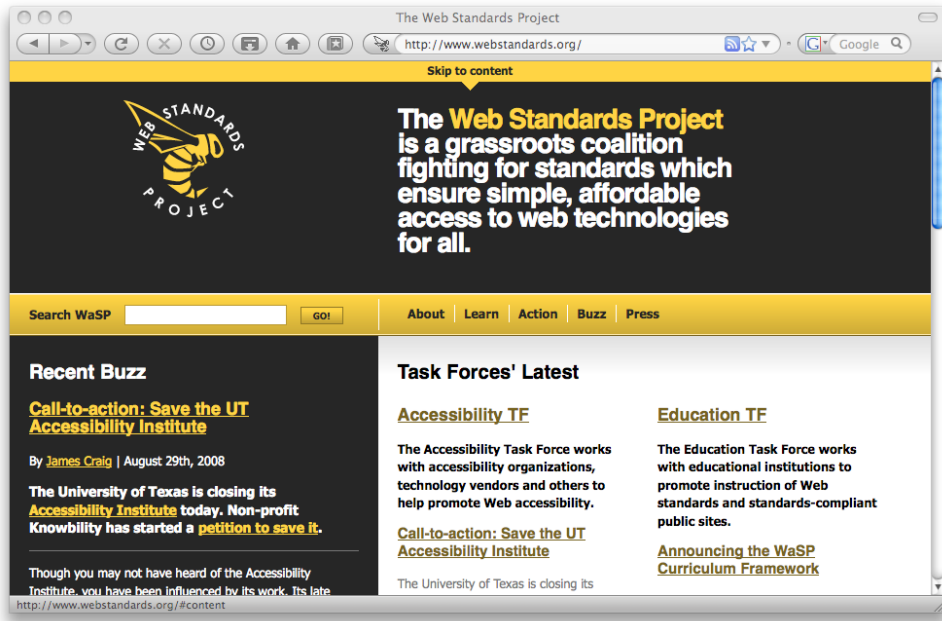 The Web Standards Project
http://www.webstandards.org/
G
Google
Skip to content
WEB STANDARDS
PROJECT
The Web Standards Project
is a grassroots coalition
fighting for standards which
ensure simple, affordable
access to web technologies
for all.
Search WaSP
GO!
About
Learn
Action
Buzz
Press
Recent Buzz
Call-to-action: Save the UT
Accessibility Institute
By James Craig | August 29th, 2008
The University of Texas is closing its
Accessibility Institute today. Non-profit
Knowbility has started a petition to save it.
Though you may not have heard of the Accessibility
Institute, you have been influenced by its work. Its late
Task Forces' Latest
Accessibility TF
The Accessibility Task Force works
with accessibility organizations,
technology vendors and others to
help promote Web accessibility.
Call-to-action: Save the UT
Accessibility Institute
The University of Texas is closing its
Education TF
The Education Task Force works
with educational institutions to
promote instruction of Web
standards and standards-compliant
public sites.
Announcing the WaSP
Curriculum Framework
http://www.webstandards.org/#content